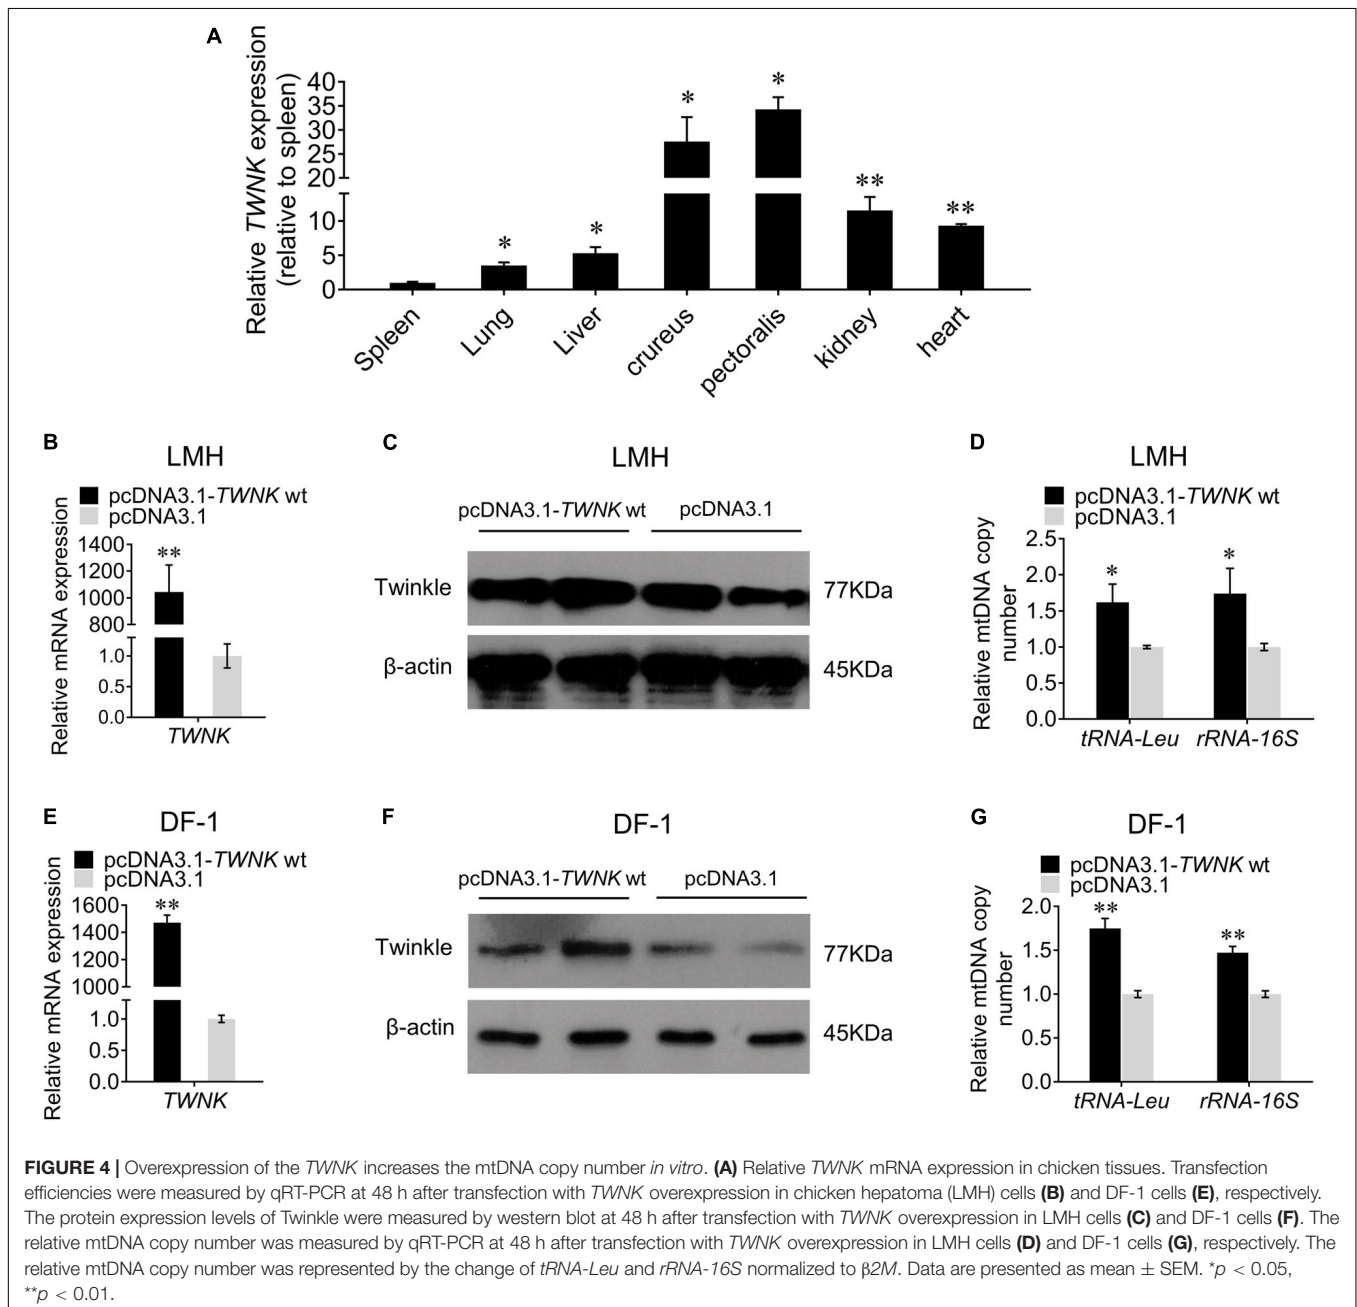 A
Relative TWNK expression
(relative to spleen)
40
35
30
25
20
10
5
0
*
*
*
*
**
**
Spleen
Lung
Liver
crureus
pectoralis
kidney
heart
B
LMH
pcDNA3.1-TWNK wt
pcDNA3.1
Relative mRNA expression
1400
1200
1000
800
1.0
0.5
0.0
**
TWNK
C
LMH
pcDNA3.1-TWNK wt
pcDNA3.1
Twinkle
77KDa
β-actin
45KDa
D
LMH
pcDNA3.1-TWNK wt
pcDNA3.1
Relative mtDNA copy
number
2.5
2.0
1.5
1.0
0.5
0.0
*
*
tRNA-Leu
rRNA-16S
E
DF-1
pcDNA3.1-TWNK wt
pcDNA3.1
Relative mRNA expression
1600
1400
1200
1000
1.0
0.5
0.0
**
TWNK
F
DF-1
pcDNA3.1-TWNK wt
pcDNA3.1
Twinkle
77KDa
β-actin
45KDa
G
DF-1
pcDNA3.1-TWNK wt
pcDNA3.1
Relative mtDNA copy
number
2.0
1.5
1.0
0.5
0.0
**
**
tRNA-Leu
rRNA-16S
FIGURE 4 | Overexpression of the TWNK increases the mtDNA copy number in vitro. (A) Relative TWNK mRNA expression in chicken tissues. Transfection
efficiencies were measured by qRT-PCR at 48 h after transfection with TWNK overexpression in chicken hepatoma (LMH) cells (B) and DF-1 cells (E), respectively.
The protein expression levels of Twinkle were measured by western blot at 48 h after transfection with TWNK overexpression in LMH cells (C) and DF-1 cells (F). The
relative mtDNA copy number was measured by qRT-PCR at 48 h after transfection with TWNK overexpression in LMH cells (D) and DF-1 cells (G), respectively. The
relative mtDNA copy number was represented by the change of tRNA-Leu and rRNA-16S normalized to β2M. Data are presented as mean ± SEM. *p < 0.05,
**p < 0.01.